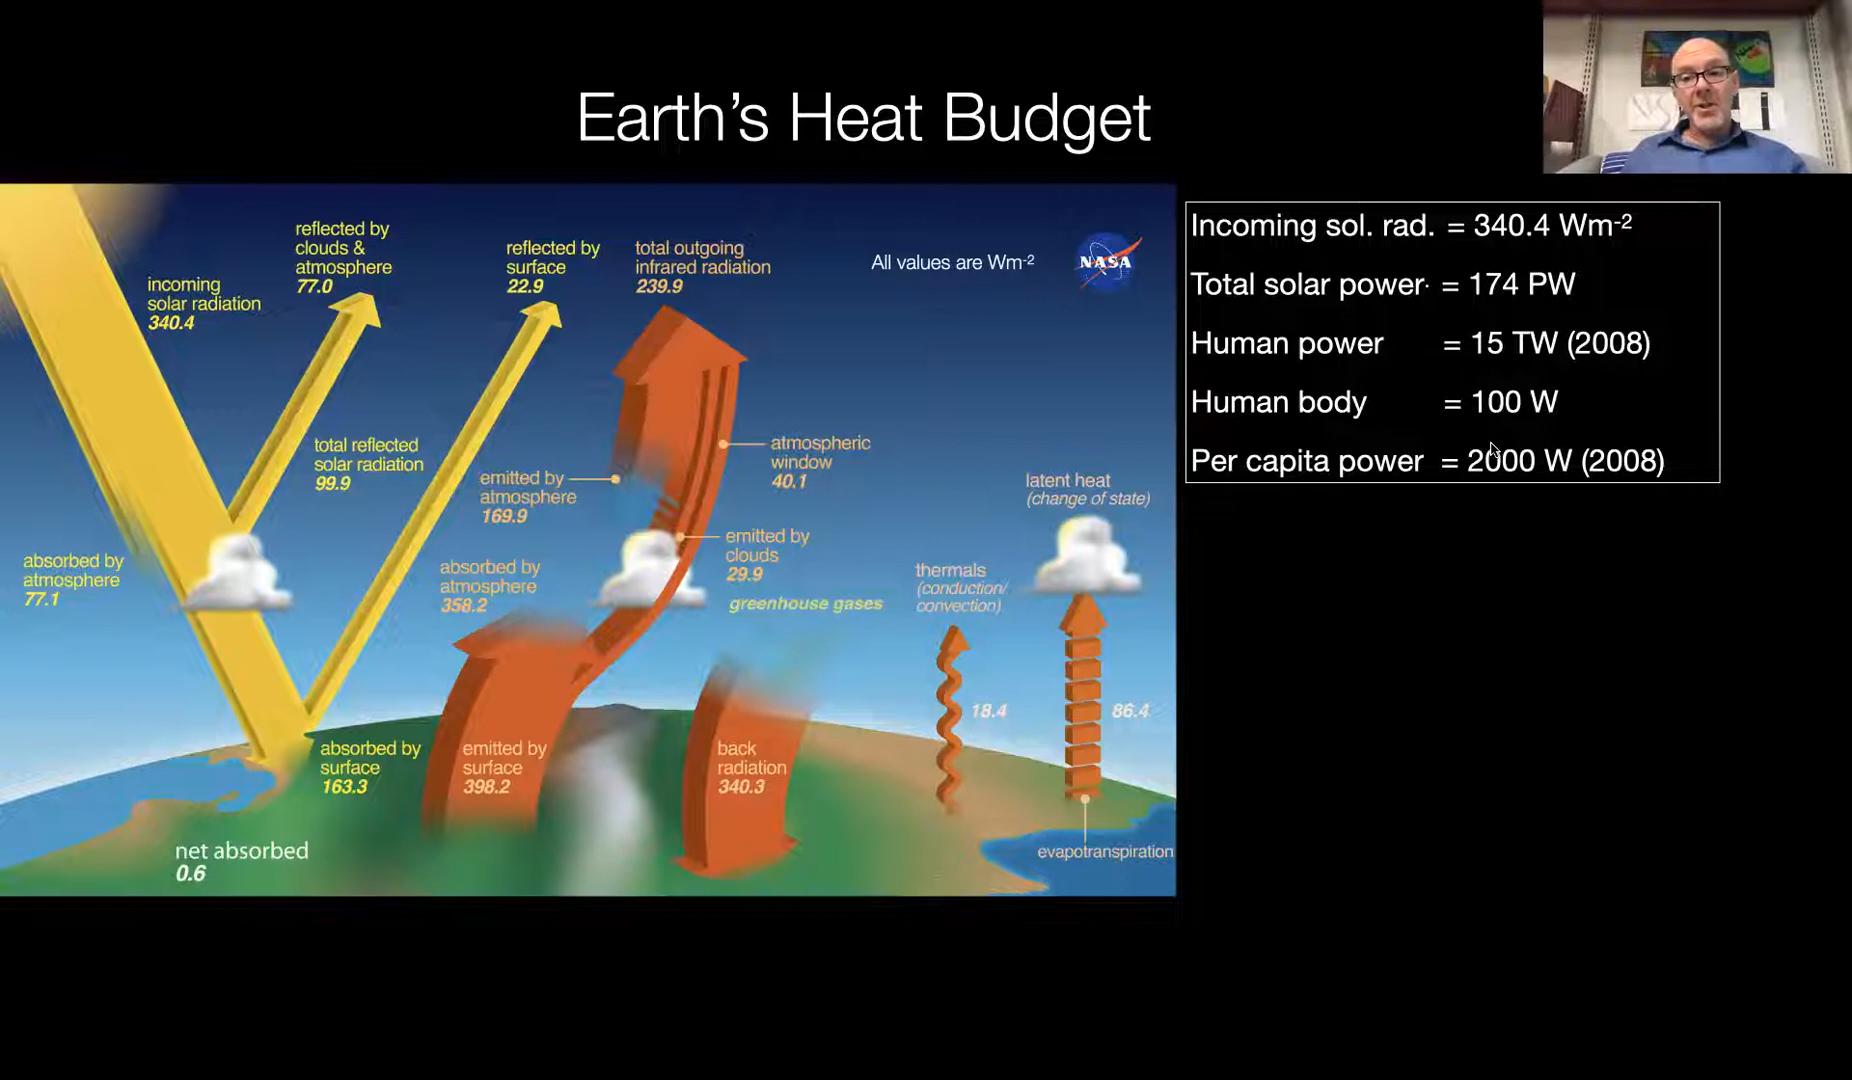 Earth's Heat Budget
reflected by
clouds &
atmosphere
77.0
incoming
solar radiation
340.4
reflected by
surface
22.9
total outgoing
infrared radiation
239.9
All values are Wm-2
NASA
total reflected
solar radiation
99.9
emitted by
atmosphere
169.9
atmospheric
window
40.1
absorbed by
atmosphere
77.1
absorbed by
atmosphere
358.2
emitted by
clouds
29.9
greenhouse gases
thermals
(conduction/
convection)
latent heat
(change of state)
18.4
86.4
absorbed by
surface
163.3
emitted by
surface
398.2
back
radiation
340.3
evapotranspiration
net absorbed
0.6
Incoming sol. rad. = 340.4 Wm-2
Total solar power· = 174 PW
Human power = 15 TW (2008)
Human body = 100 W
Per capita power = 2000 W (2008)